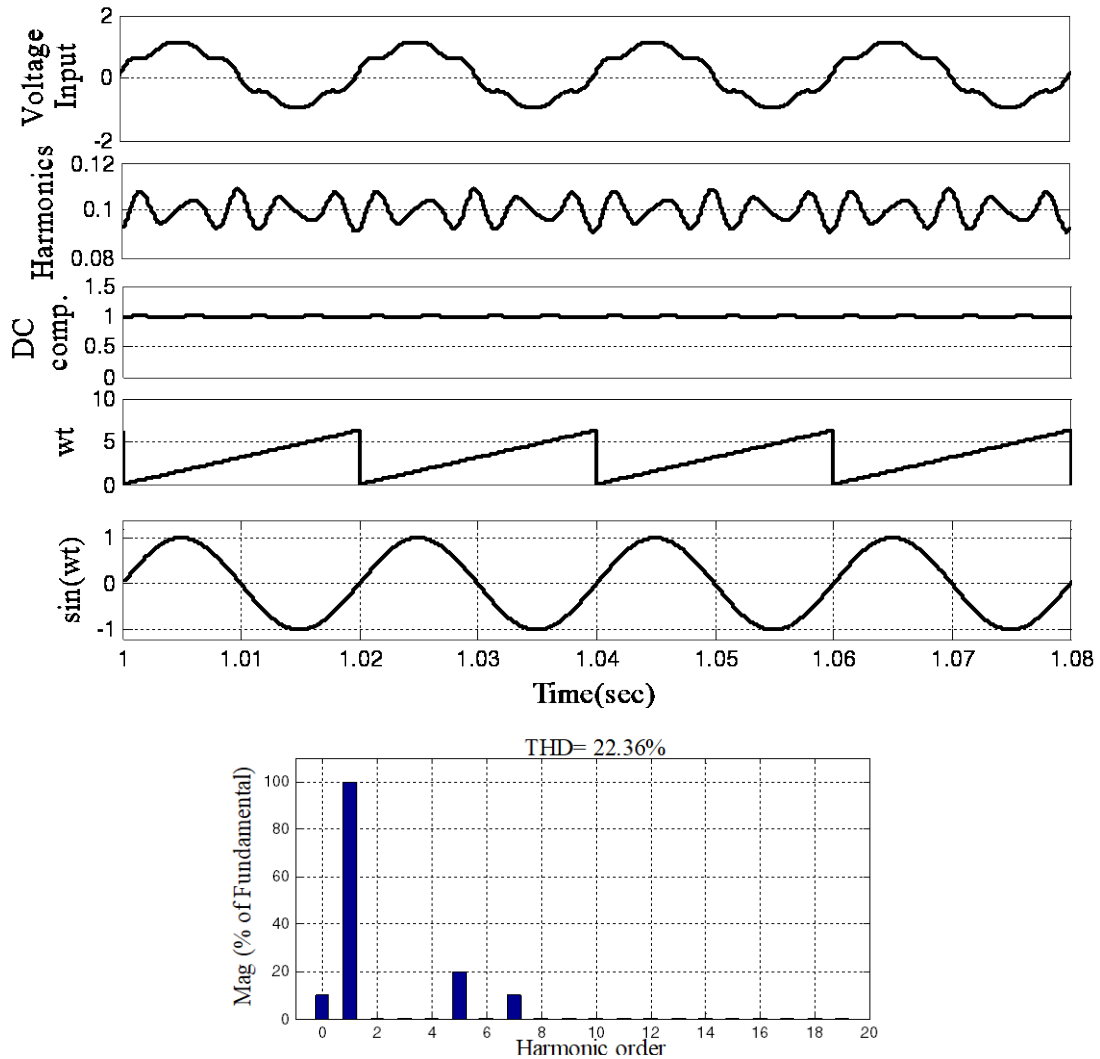 Voltage
Input
2
0
-2
Harmonics
0.12
0.1
0.08
DC
comp.
1.5
1
0.5
0
wt
10
5
0
sin(wt)
1
0
-1
1 1.01 1.02 1.03 1.04 1.05 1.06 1.07 1.08
Time(sec)
THD= 22.36%
Mag (% of Fundamental)
100
80
60
40
20
0
0 2 4 6 8 10 12 14 16 18 20
Harmonic order